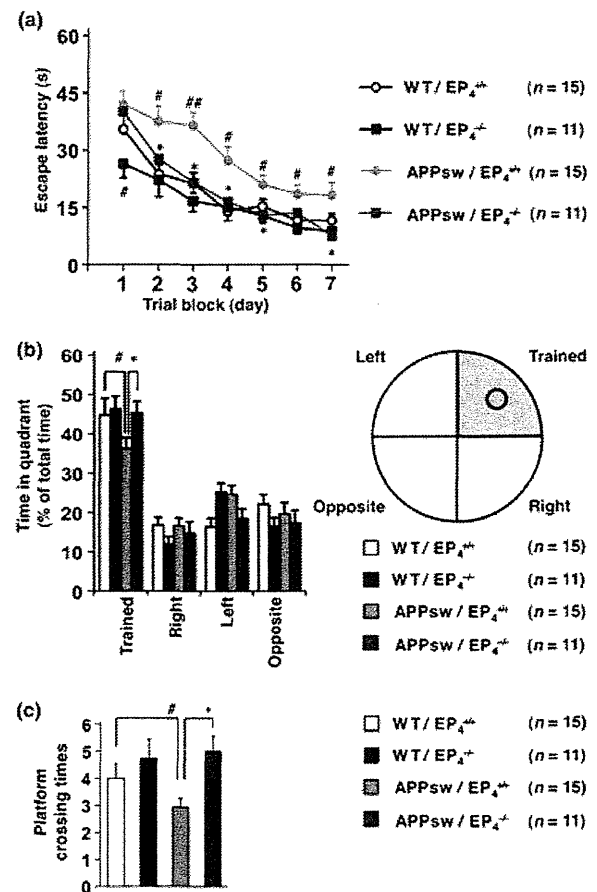 (a)
60
45
30
15
0
Escape latency (s)
# ## # # # #
* * * * *
#
1 2 3 4 5 6 7
Trial block (day)
WT / EP4+/+ (n = 15)
WT / EP4-/- (n = 11)
APPsw / EP4+/+ (n = 15)
APPsw / EP4-/- (n = 11)
(b)
60
50
40
30
20
10
0
Time in quadrant
(% of total time)
# *
Trained
Right
Left
Opposite
Left Trained
Opposite Right
WT / EP4+/+ (n = 15)
WT / EP4-/- (n = 11)
APPsw / EP4+/+ (n = 15)
APPsw / EP4-/- (n = 11)
(c)
6
5
4
3
2
1
0
Platform
crossing times
# *
WT / EP4+/+ (n = 15)
WT / EP4-/- (n = 11)
APPsw / EP4+/+ (n = 15)
APPsw / EP4-/- (n = 11)